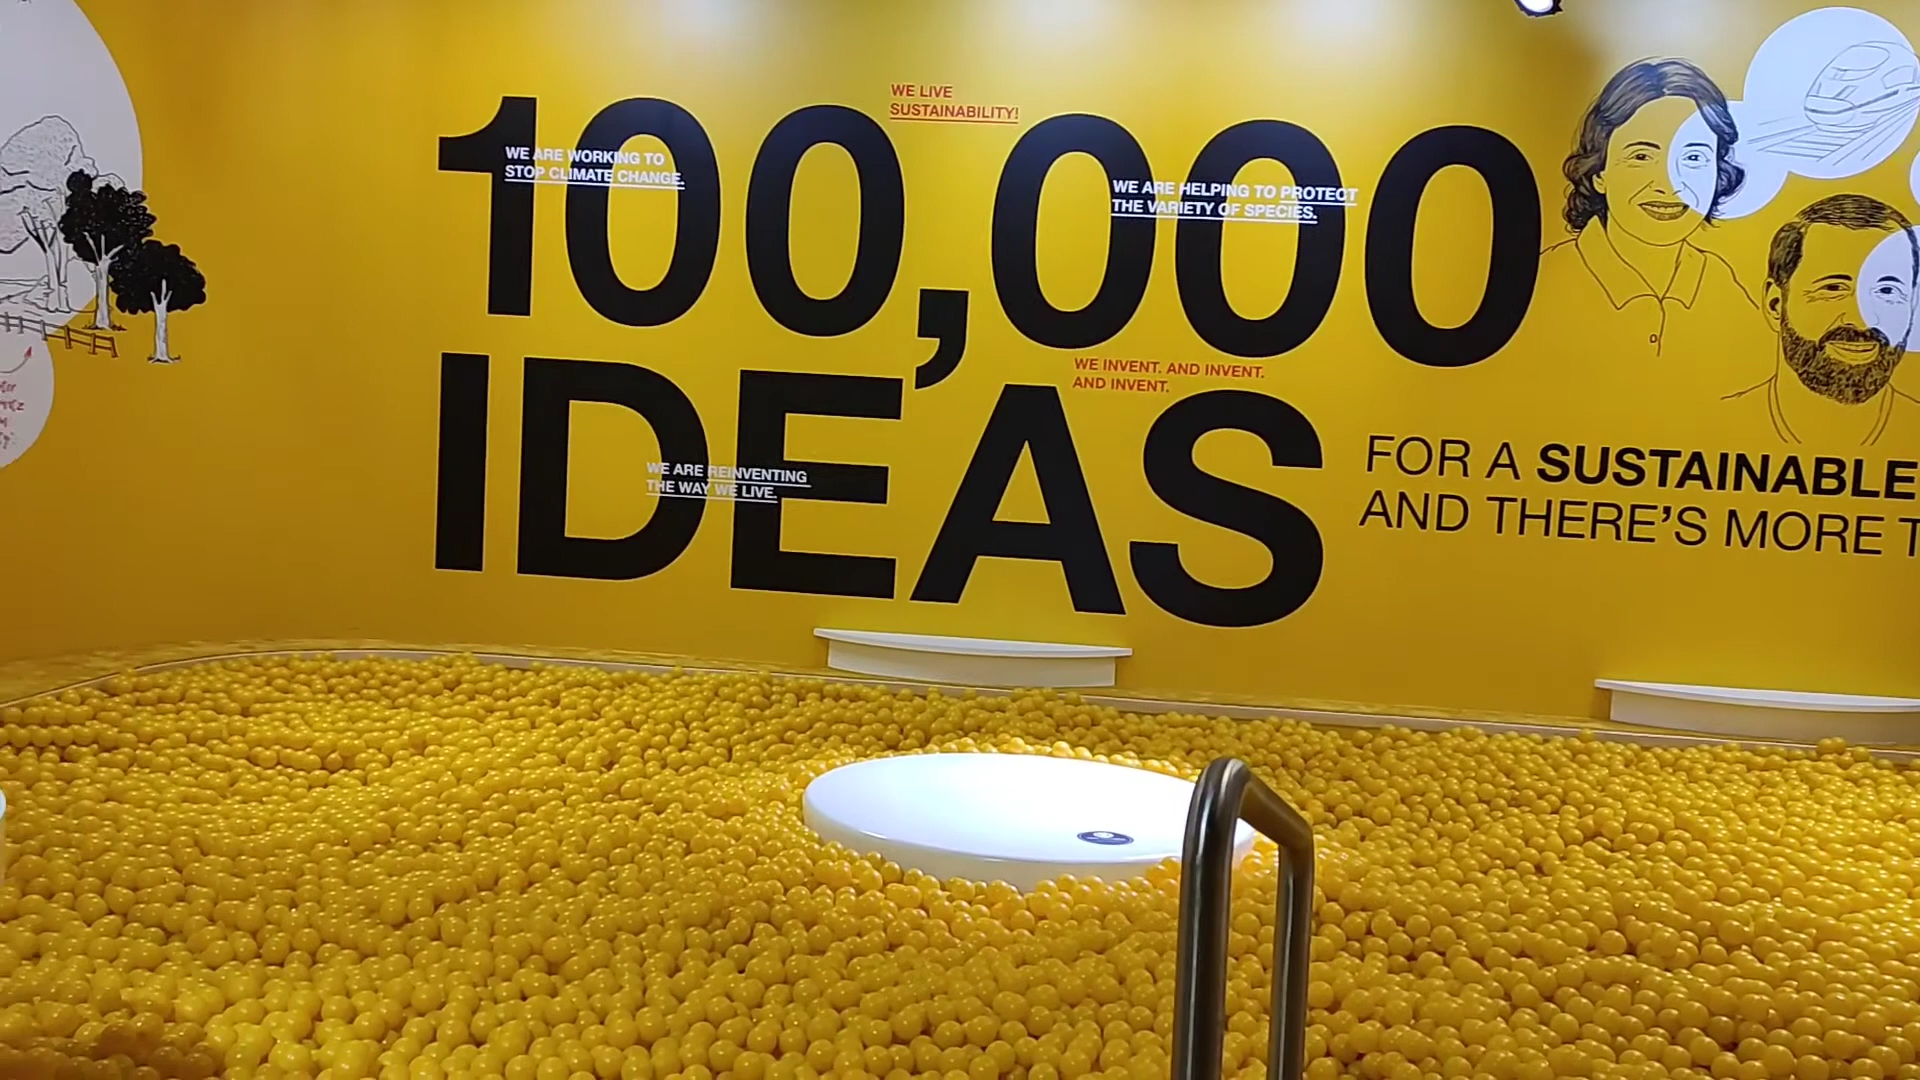 WE LIVE
SUSTAINABILITY!
100,000
WE ARE WORKING TO
STOP CLIMATE CHANGE.
WE ARE HELPING TO PROTECT
THE VARIETY OF SPECIES.
WE INVENT. AND INVENT.
AND INVENT.
IDEAS
WE ARE REINVENTING
THE WAY WE LIVE.
FOR A SUSTAINABLE
AND THERE'S MORE T